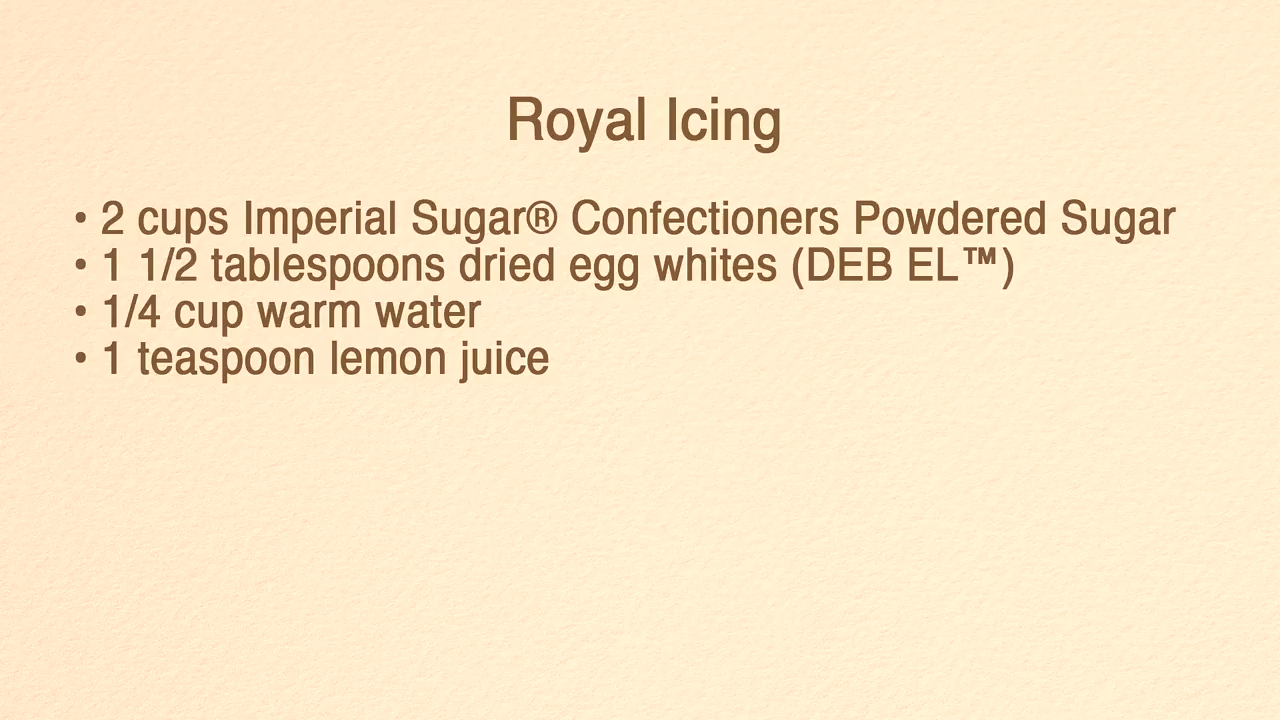 Royal Icing
• 2 cups Imperial Sugar® Confectioners Powdered Sugar
• 1 1/2 tablespoons dried egg whites (DEB EL™)
• 1/4 cup warm water
• 1 teaspoon lemon juice